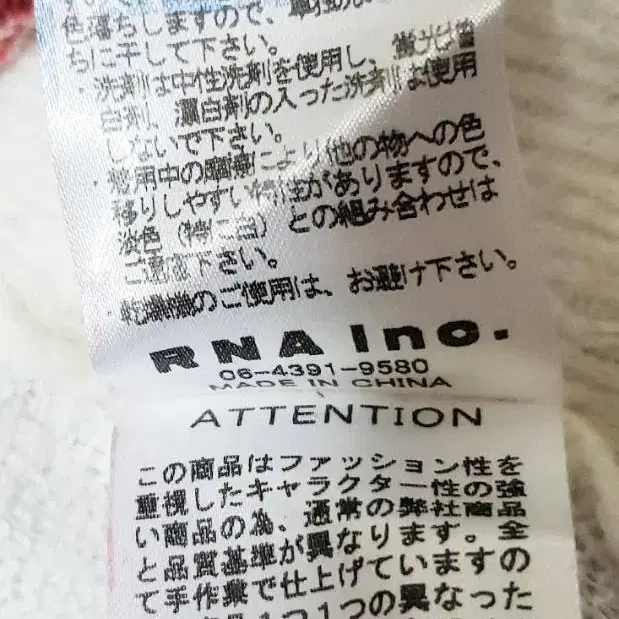 色落ちしますので、単独
ちに干して下さい。
・洗剤は中性洗剤を使用し、蛍光増
白剤、漂白剤の入った洗剤は使用
しないで下さい。
・着用中の摩擦により他の物への色
移りしやすい特性がありますので、
淡色（特に白）との組み合わせは
ご遠慮下さい。
・乾燥機のご使用は、お避け下さい。
RNA Inc.
06-4391-9580
MADE IN CHINA
ATTENTION
この商品はファッション性を
重視したキャラクター性の強
い商品の為、通常の弊社商品
と品質基準が異なります。全
て手作業で仕上げていますの
1つ1つの異なった